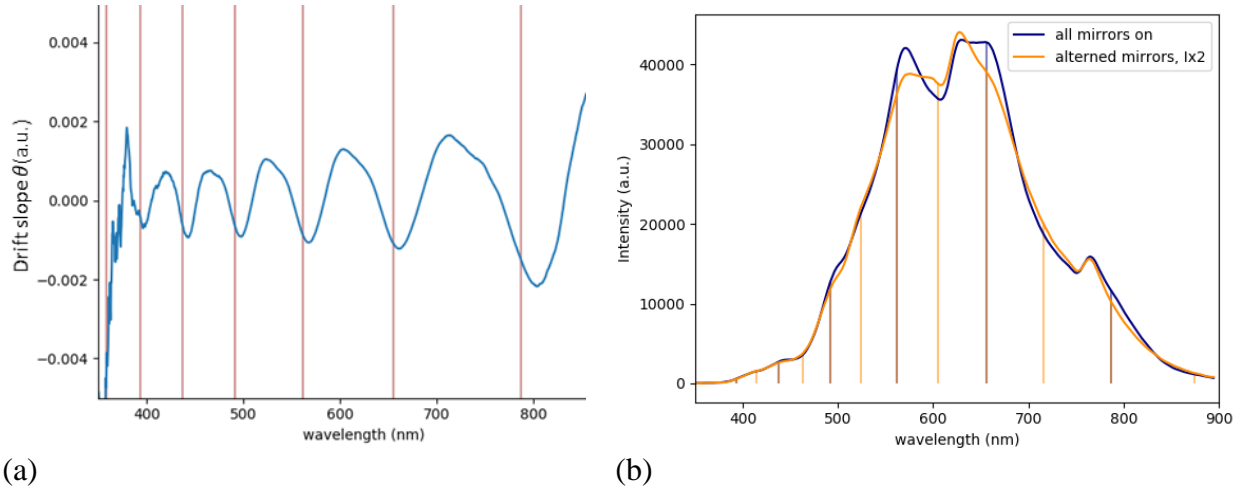 0.004
0.002
0.000
−0.002
−0.004
Drift slope θ(a.u.)
400 500 600 700 800
wavelength (nm)
(a)
all mirrors on
alterned mirrors, Ix2
40000
30000
20000
10000
0
Intensity (a.u.)
400 500 600 700 800 900
wavelength (nm)
(b)